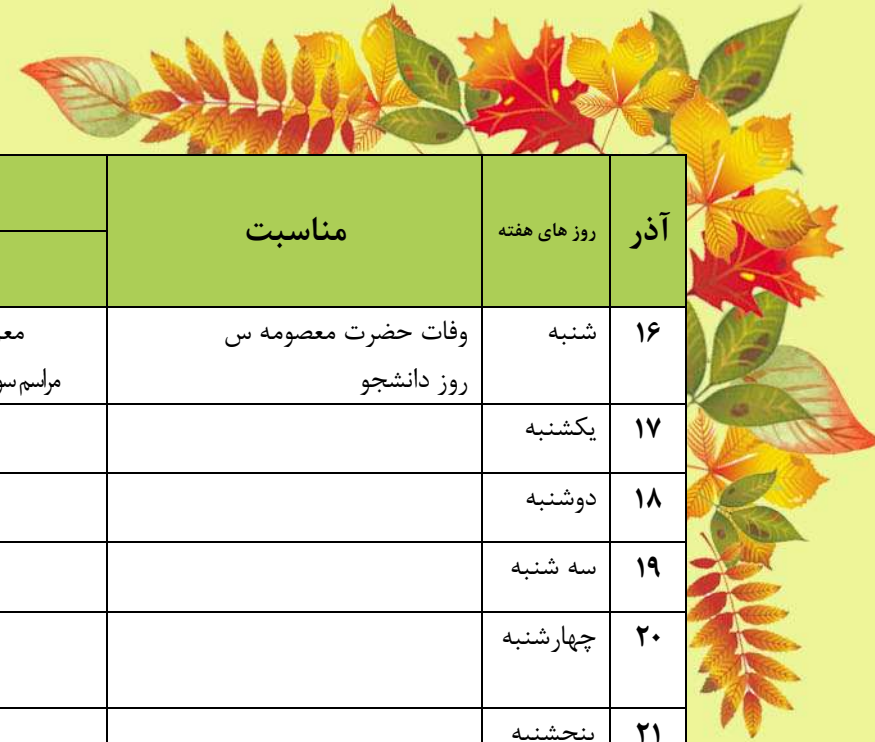 آذر روز های هفته مناسبت
۱۶ شنبه وفات حضرت معصومه س
روز دانشجو
۱۷ یکشنبه
۱۸ دوشنبه
۱۹ سه شنبه
۲۰ چهارشنبه
۲۱ پنجشنبه